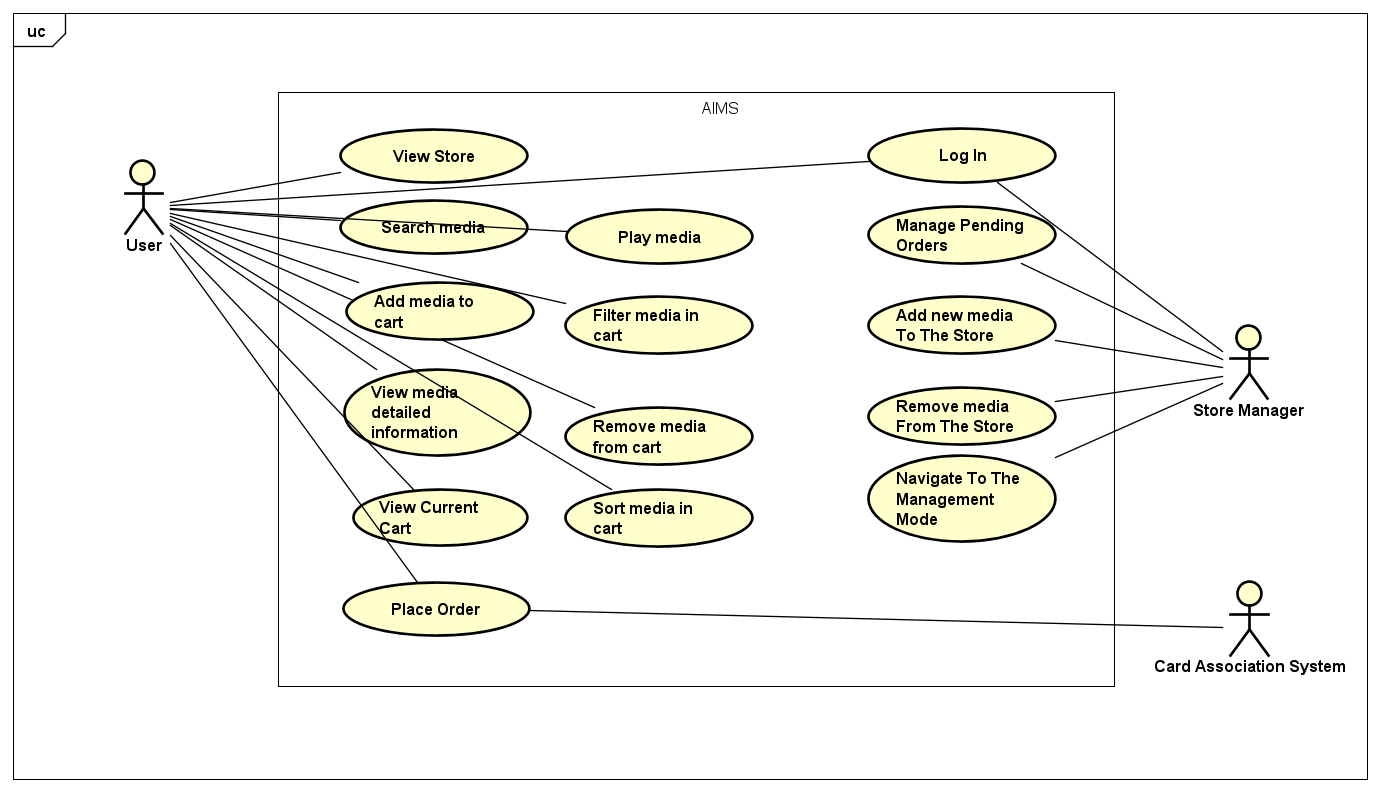 uc
AIMS
View Store
Log In
Search media
Play media
Manage Pending
Orders
User
Add media to
cart
Filter media in
cart
Add new media
To The Store
View media
detailed
information
Remove media
from cart
Remove media
From The Store
Store Manager
View Current
Cart
Sort media in
cart
Navigate To The
Management
Mode
Place Order
Card Association System